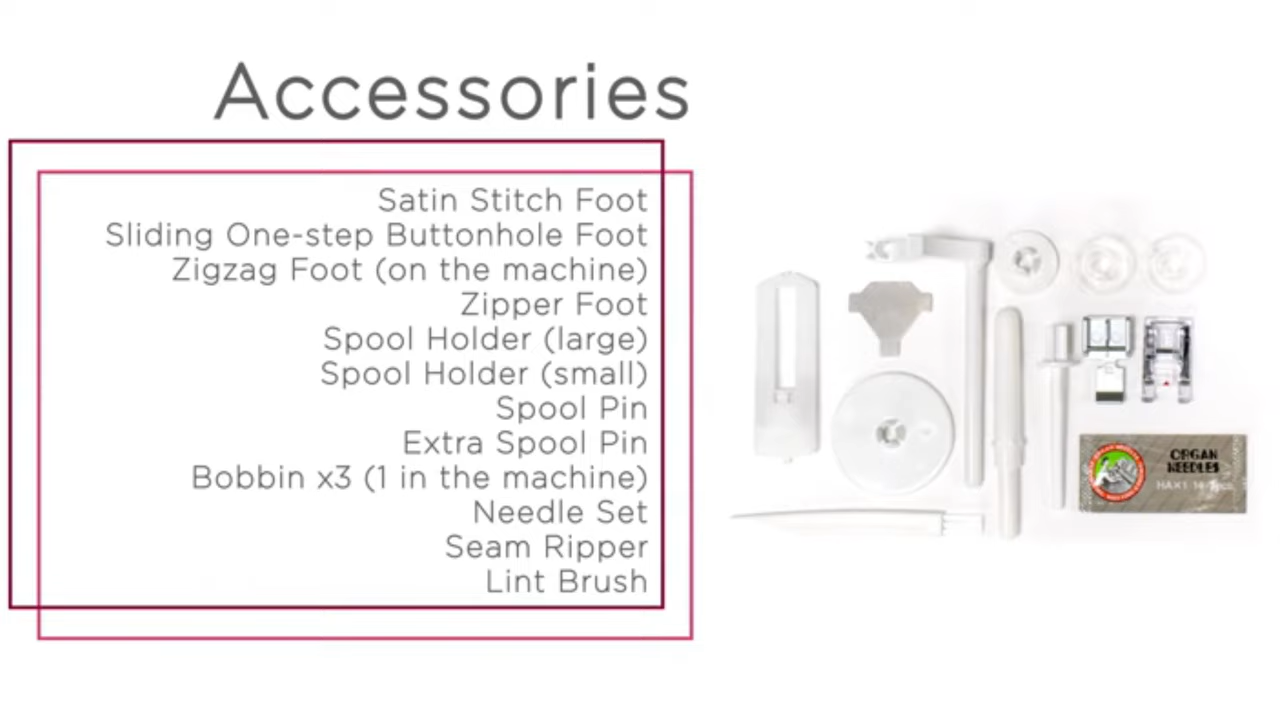 Accessories
Satin Stitch Foot
Sliding One-step Buttonhole Foot
Zigzag Foot (on the machine)
Zipper Foot
Spool Holder (large)
Spool Holder (small)
Spool Pin
Extra Spool Pin
Bobbin x3 (1 in the machine)
Needle Set
Seam Ripper
Lint Brush
ORGAN
NEEDLES
HA×1